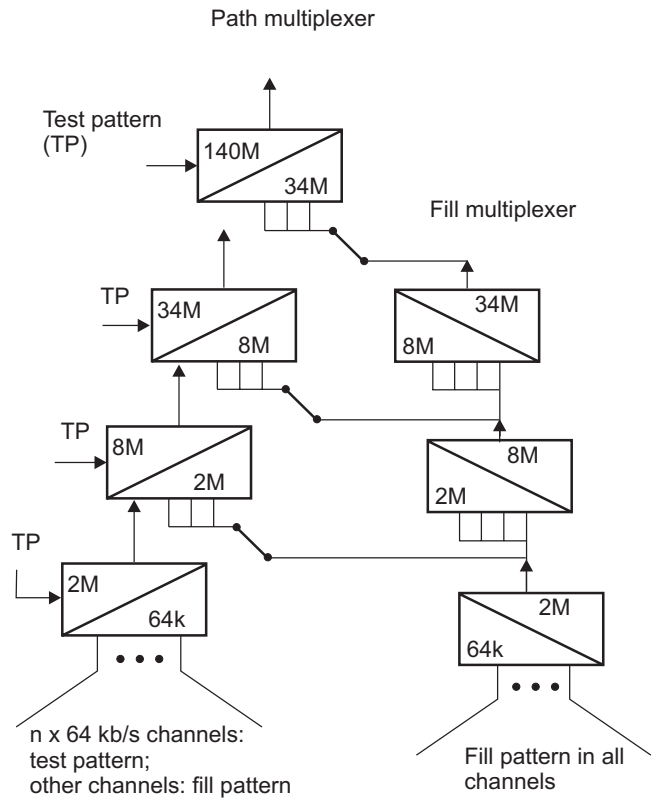 Path multiplexer
Test pattern
(TP)
140M
34M
Fill multiplexer
TP
34M
8M
34M
8M
TP
8M
2M
8M
2M
TP
2M
64k
2M
64k
n x 64 kb/s channels:
test pattern;
other channels: fill pattern
Fill pattern in all
channels